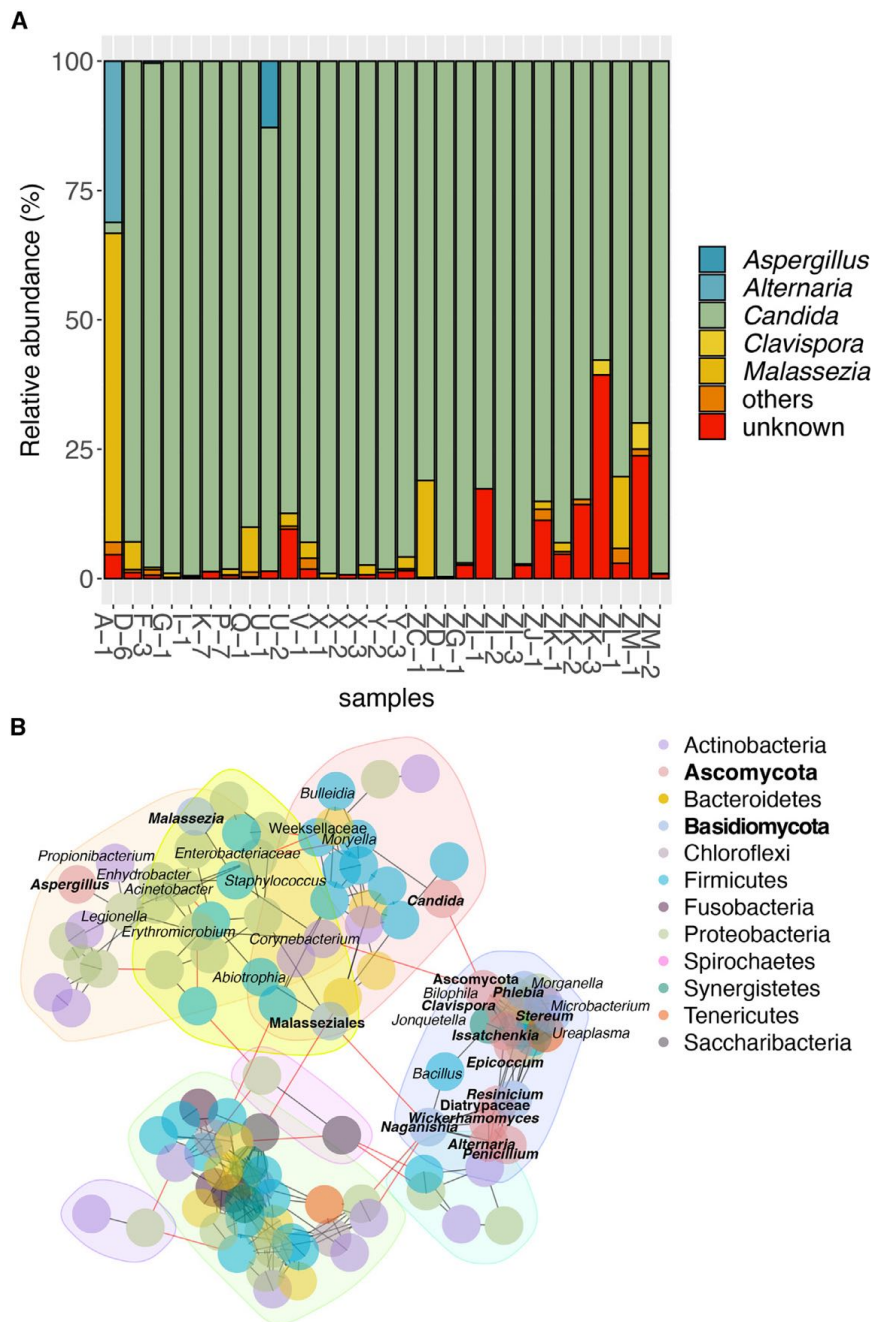 A
100
75
50
25
0
Relative abundance (%)
A−1
D−6
F−3
G−1
I−1
K−7
P−7
Q−1
U−1
U−2
V−1
X−1
X−2
X−3
Y−2
Y−3
ZC−1
ZD−1
ZG−1
ZI−1
ZI−2
ZI−3
ZJ−1
ZK−1
ZK−2
ZK−3
ZL−1
ZM−1
ZM−2
samples
Aspergillus
Alternaria
Candida
Clavispora
Malassezia
others
unknown
B
Bulleidia
Malassezia
Weeksellaceae
Moryella
Propionibacterium
Enterobacteriaceae
Enhydrobacter
Aspergillus
Acinetobacter
Staphylococcus
Candida
Legionella
Erythromicrobium
Corynebacterium
Abiotrophia
Malasseziales
Ascomycota
Morganella
Bilophila
Phlebia
Clavispora
Microbacterium
Jonquetella
Stereum
Issatchenkia
Ureaplasma
Epicoccum
Bacillus
Resinicium
Diatrypaceae
Wickerhamomyces
Naganishia
Alternaria
Penicillium
Actinobacteria
Ascomycota
Bacteroidetes
Basidiomycota
Chloroflexi
Firmicutes
Fusobacteria
Proteobacteria
Spirochaetes
Synergistetes
Tenericutes
Saccharibacteria